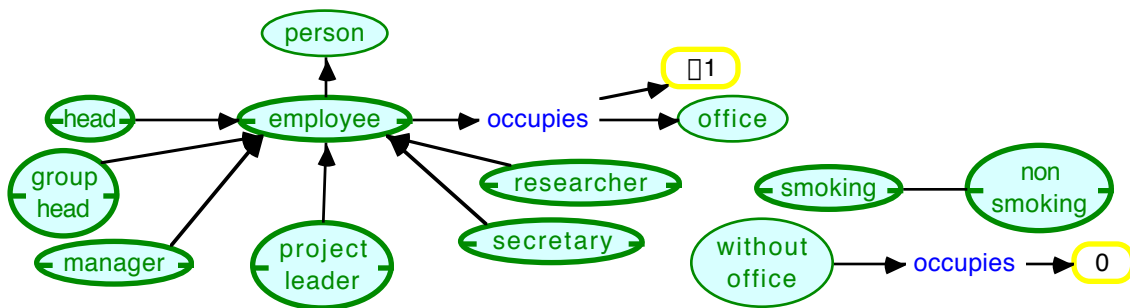 person
▯1
head
employee
occupies
office
group
head
researcher
smoking
non
smoking
manager
project
leader
secretary
without
office
occupies
0